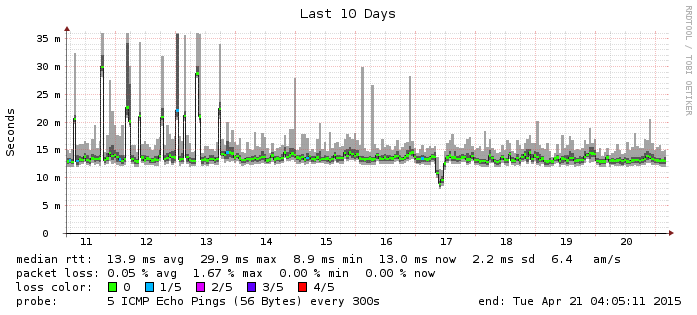 Last 10 Days
RRDTOOL / TOBI OETIKER
Seconds
35 m
30 m
25 m
20 m
15 m
10 m
5 m
0
11 12 13 14 15 16 17 18 19 20
median rtt: 13.9 ms avg 29.9 ms max 8.9 ms min 13.0 ms now 2.2 ms sd 6.4 am/s
packet loss: 0.05 % avg 1.67 % max 0.00 % min 0.00 % now
loss color: 0 1/5 2/5 3/5 4/5
probe: 5 ICMP Echo Pings (56 Bytes) every 300s end: Tue Apr 21 04:05:11 2015